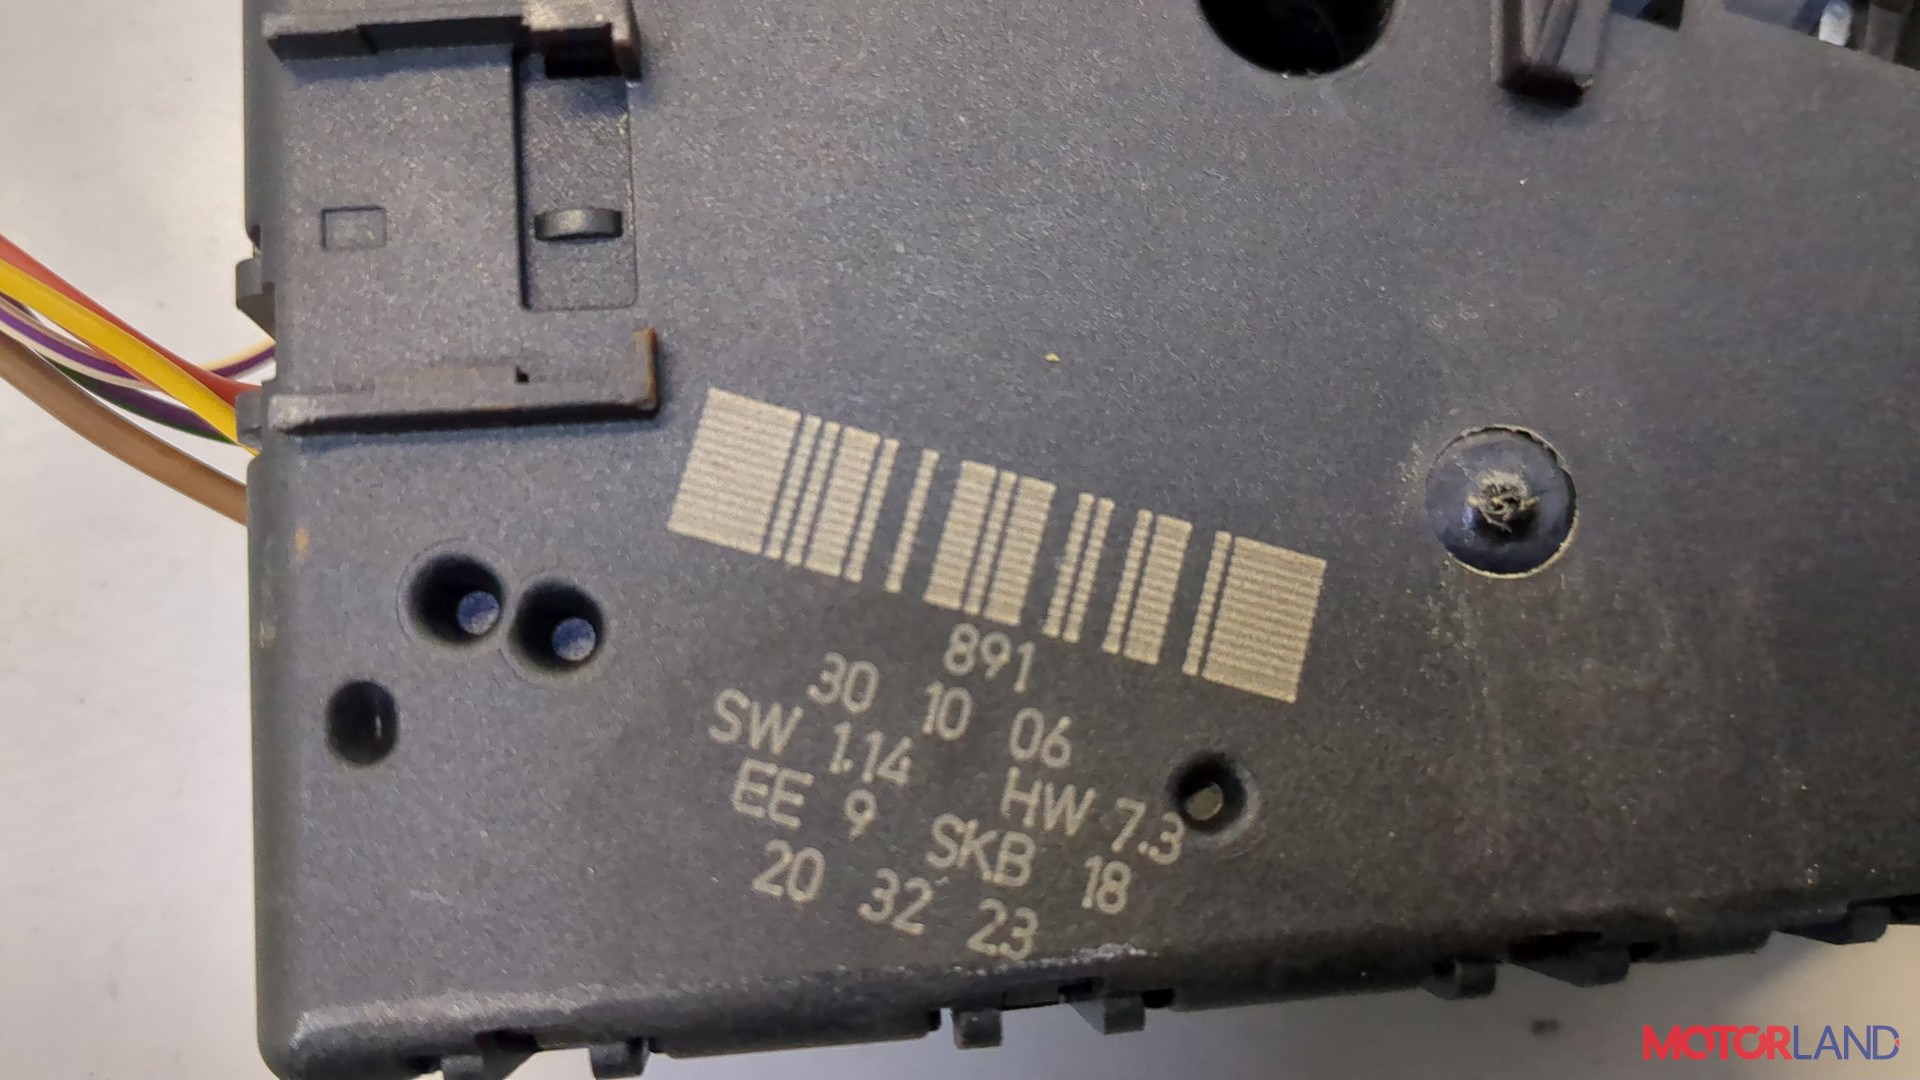 891
30 10 06
SW 1.14 HW 7.3
EE 9 SKB 18
20 32 23
MOTORLAND